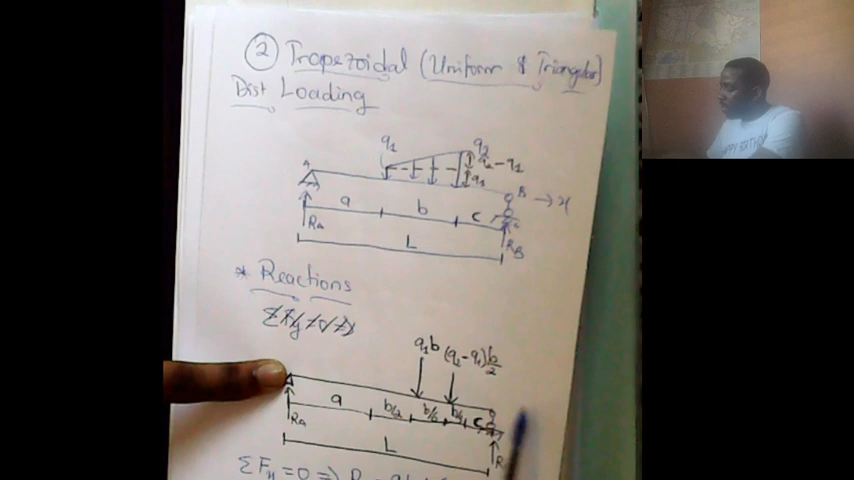 ② Trapezoidal (Uniform & Triangular)
Dist Loading
q₁ q₂
q₂-q₁
q₁
A B → x
a b c
Ra RB
L
* Reactions
q₁b (q₂-q₁)b/2
a b/2 b/6 b/3 c
Ra R
L
ΣFy =0 ⇒ R